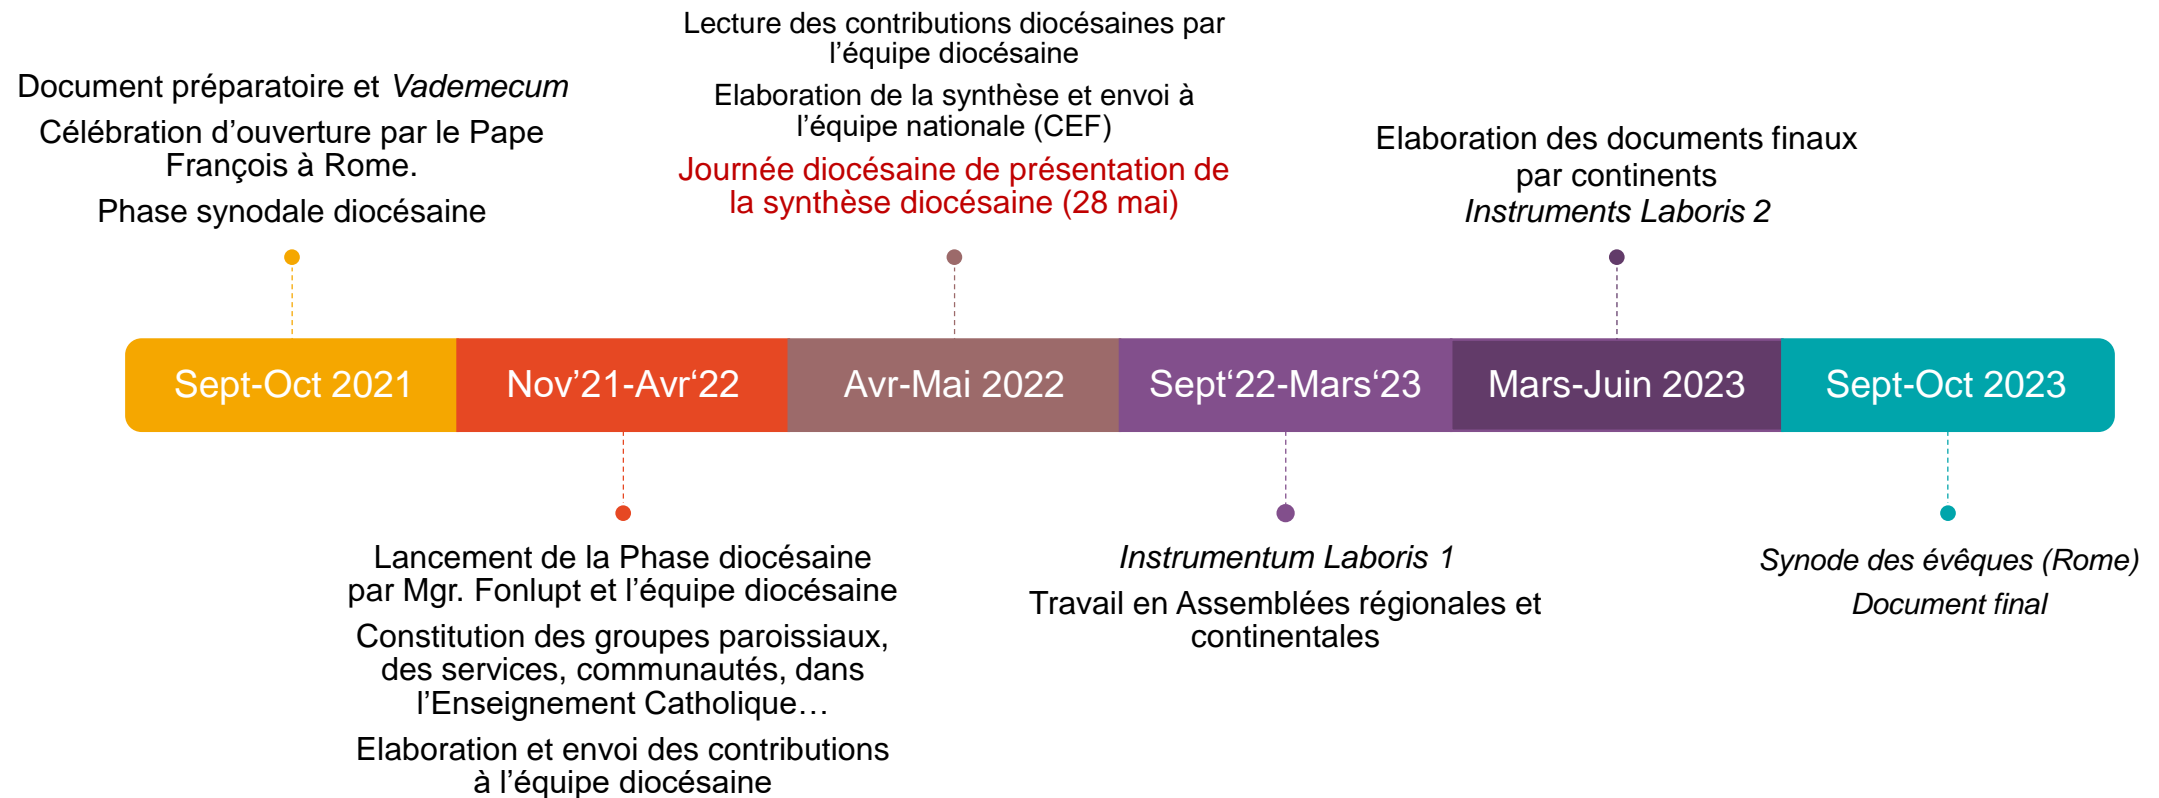 Document préparatoire et Vademecum
Célébration d’ouverture par le Pape
François à Rome.
Phase synodale diocésaine
Lecture des contributions diocésaines par
l’équipe diocésaine
Elaboration de la synthèse et envoi à
l’équipe nationale (CEF)
Journée diocésaine de présentation de
la synthèse diocésaine (28 mai)
Elaboration des documents finaux
par continents
Instruments Laboris 2
Sept-Oct 2021
Nov’21-Avr‘22
Avr-Mai 2022
Sept‘22-Mars‘23
Mars-Juin 2023
Sept-Oct 2023
Lancement de la Phase diocésaine
par Mgr. Fonlupt et l’équipe diocésaine
Constitution des groupes paroissiaux,
des services, communautés, dans
l’Enseignement Catholique…
Elaboration et envoi des contributions
à l’équipe diocésaine
Instrumentum Laboris 1
Travail en Assemblées régionales et
continentales
Synode des évêques (Rome)
Document final